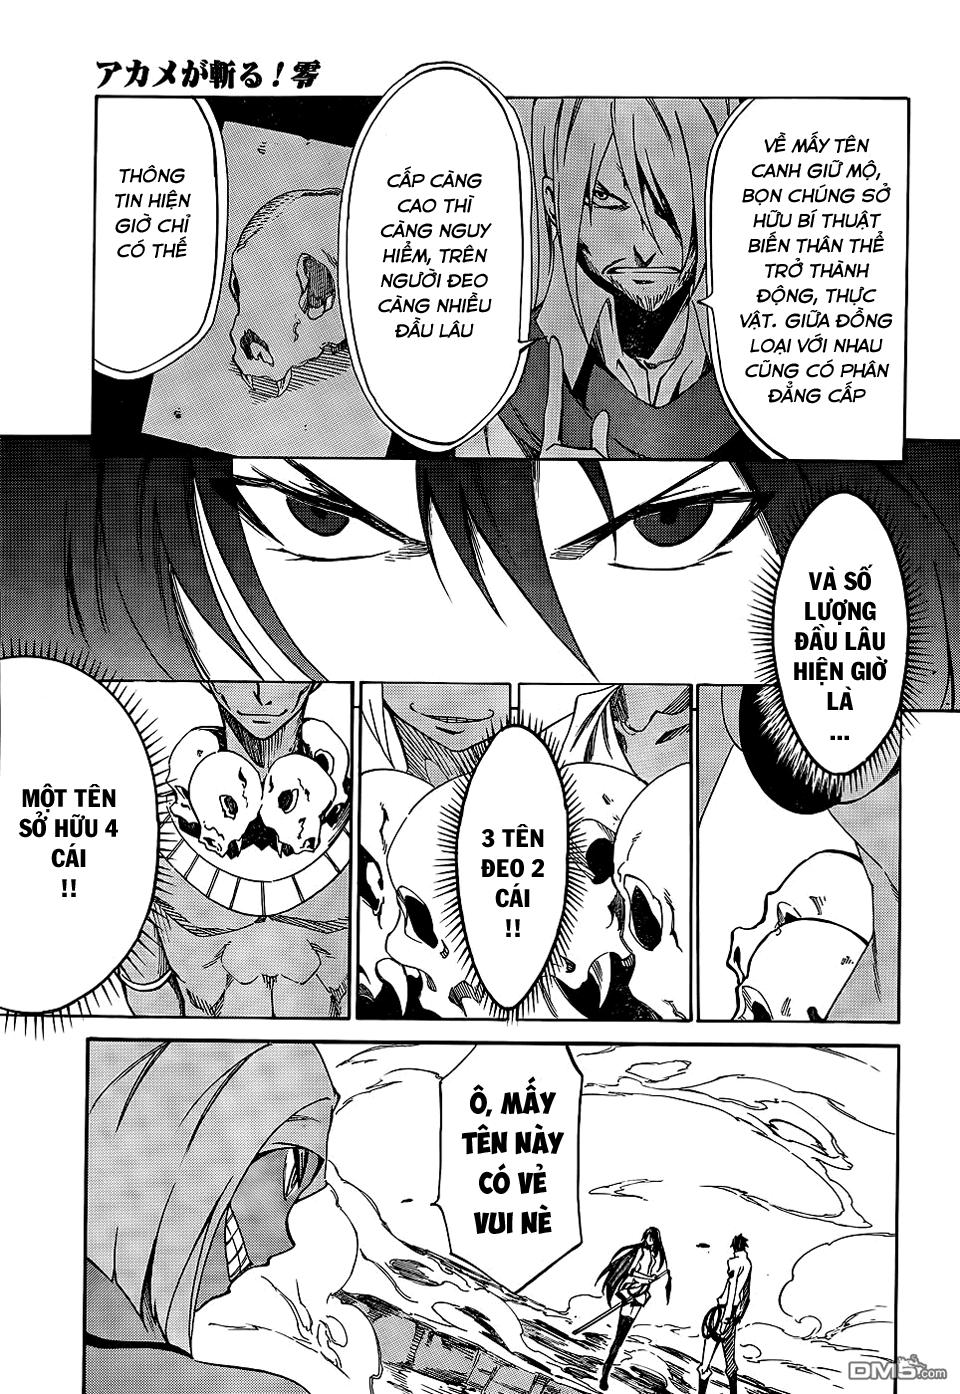 アカメが斬る！零
VỀ MẤY TÊN
CANH GIỮ MỘ,
BỌN CHÚNG SỞ
HỮU BÍ THUẬT
BIẾN THÂN THỂ
TRỞ THÀNH
ĐỘNG, THỰC
VẬT. GIỮA ĐỒNG
LOẠI VỚI NHAU
CŨNG CÓ PHÂN
ĐẲNG CẤP
CẤP CÀNG
CAO THÌ
CÀNG NGUY
HIỂM, TRÊN
NGƯỜI ĐEO
CÀNG NHIỀU
ĐẦU LÂU
THÔNG
TIN HIỆN
GIỜ CHỈ
CÓ THẾ
VÀ SỐ
LƯỢNG
ĐẦU LÂU
HIỆN GIỜ
LÀ
...
3 TÊN
ĐEO 2
CÁI
!!
MỘT TÊN
SỞ HỮU 4
CÁI
!!
Ô, MẤY
TÊN NÀY
CÓ VẺ
VUI NÈ
DM5.com